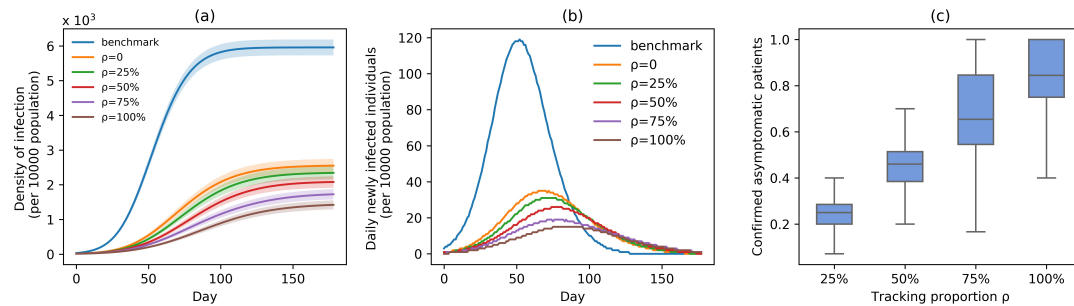 (a)
x 10³
Density of infection
(per 10000 population)
6
5
4
3
2
1
0
benchmark
ρ=0
ρ=25%
ρ=50%
ρ=75%
ρ=100%
0 50 100 150
Day
(b)
Daily newly infected individuals
(per 10000 population)
120
100
80
60
40
20
0
benchmark
ρ=0
ρ=25%
ρ=50%
ρ=75%
ρ=100%
0 50 100 150
Day
(c)
Confirmed asymptomatic patients
1.0
0.8
0.6
0.4
0.2
25% 50% 75% 100%
Tracking proportion ρ